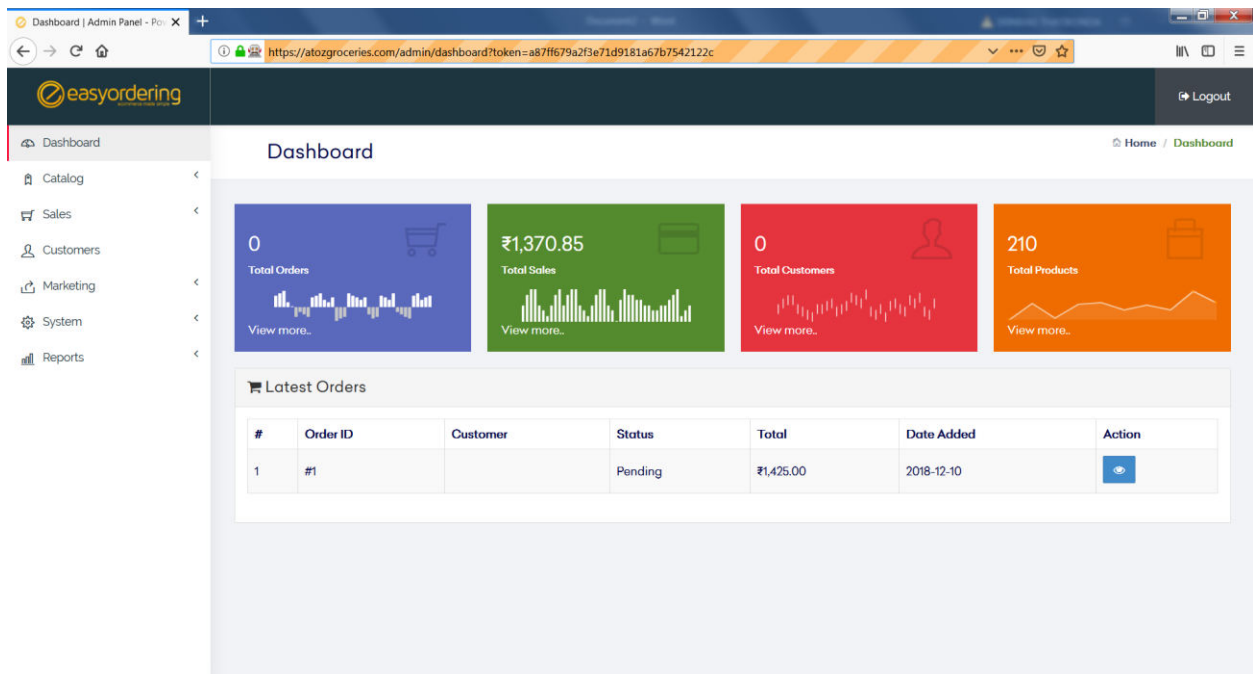 Dashboard | Admin Panel - Pov
https://atozgroceries.com/admin/dashboard?token=a87ff679a2f3e71d9181a67b7542122c
easyordering
Logout
Dashboard
Catalog
Sales
Customers
Marketing
System
Reports
Dashboard
Home / Dashboard
0
Total Orders
View more..
₹1,370.85
Total Sales
View more..
0
Total Customers
View more..
210
Total Products
View more..
Latest Orders
# Order ID Customer Status Total Date Added Action
1 #1 Pending ₹1,425.00 2018-12-10